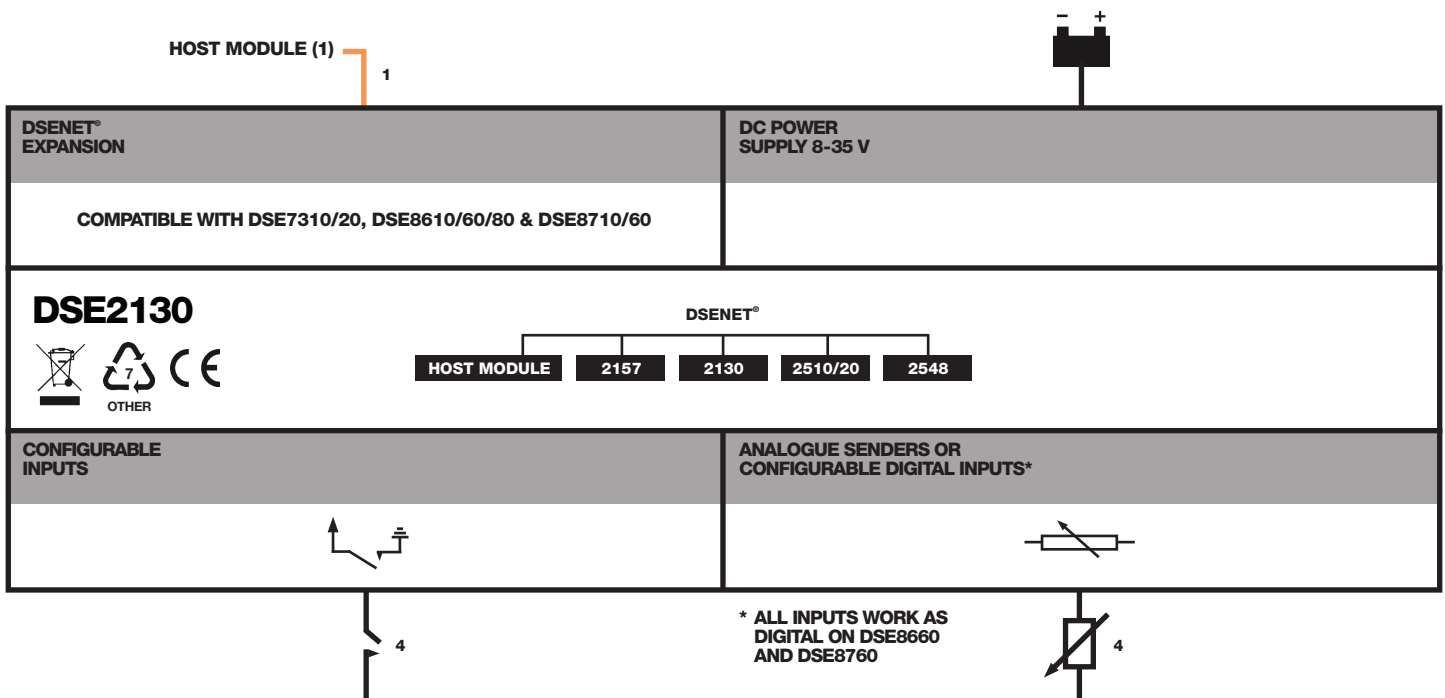 HOST MODULE (1)
1
- +
DSENET®
EXPANSION
DC POWER
SUPPLY 8-35 V
COMPATIBLE WITH DSE7310/20, DSE8610/60/80 & DSE8710/60
DSE2130
7
OTHER
CE
DSENET®
HOST MODULE
2157
2130
2510/20
2548
CONFIGURABLE
INPUTS
ANALOGUE SENDERS OR
CONFIGURABLE DIGITAL INPUTS*
4
* ALL INPUTS WORK AS
DIGITAL ON DSE8660
AND DSE8760
4